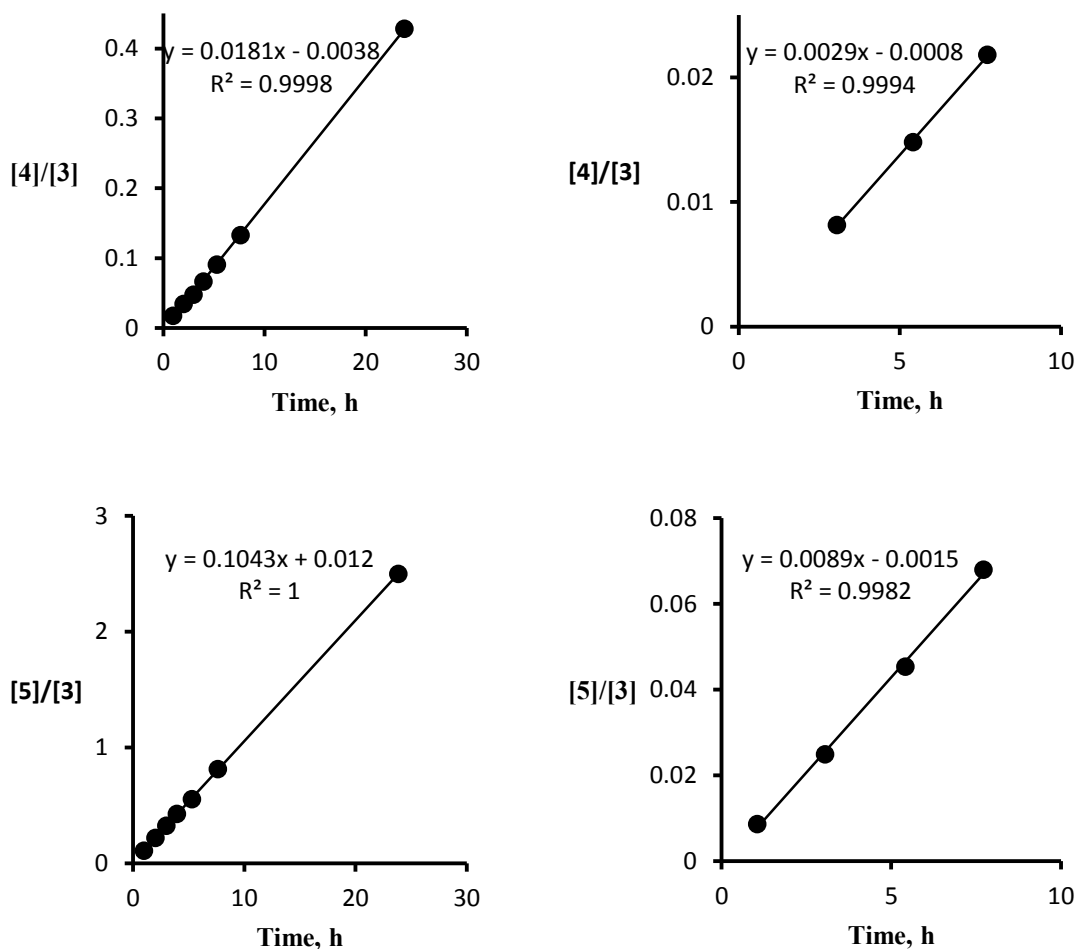 y = 0.0181x - 0.0038
R² = 0.9998
0.4
0.3
0.2
0.1
0
[4]/[3]
0 10 20 30
Time, h
y = 0.0029x - 0.0008
R² = 0.9994
0.02
0.01
0
[4]/[3]
0 5 10
Time, h
y = 0.1043x + 0.012
R² = 1
3
2
1
0
[5]/[3]
0 10 20 30
Time, h
y = 0.0089x - 0.0015
R² = 0.9982
0.08
0.06
0.04
0.02
0
[5]/[3]
0 5 10
Time, h